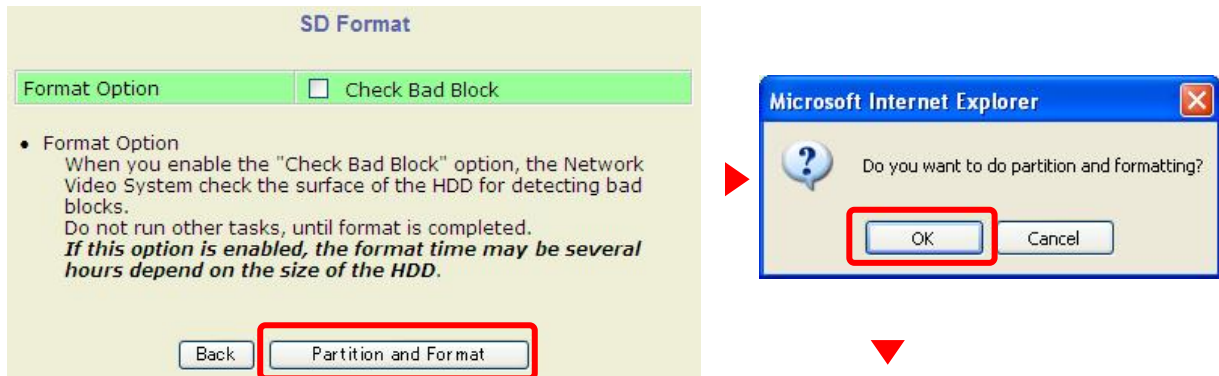 SD Format
Format Option
Check Bad Block
• Format Option
When you enable the "Check Bad Block" option, the Network
Video System check the surface of the HDD for detecting bad
blocks.
Do not run other tasks, until format is completed.
If this option is enabled, the format time may be several
hours depend on the size of the HDD.
Back
Partition and Format
Microsoft Internet Explorer
Do you want to do partition and formatting?
OK
Cancel